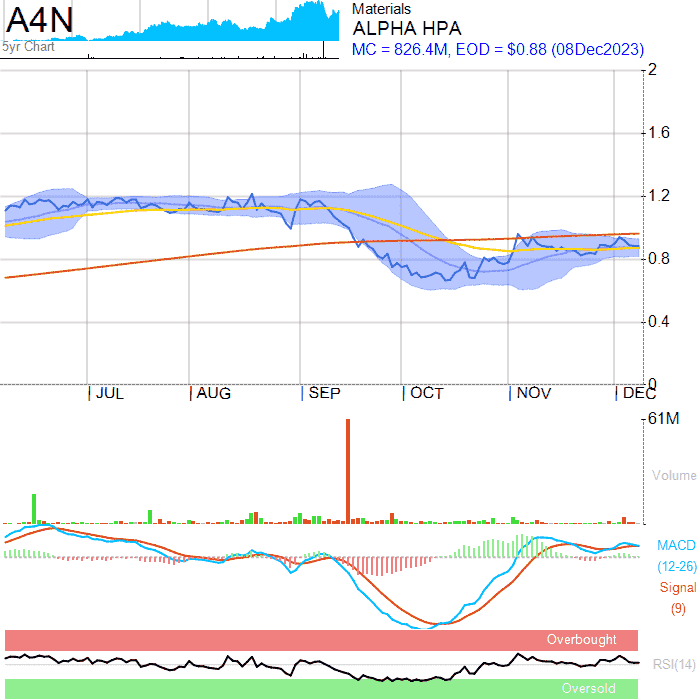 A4N
5yr Chart
Materials
ALPHA HPA
MC = 826.4M, EOD = $0.88 (08Dec2023)
2
1.6
1.2
0.8
0.4
0
JUL AUG SEP OCT NOV DEC
61M
Volume
MACD
(12-26)
Signal
(9)
Overbought
RSI(14)
Oversold